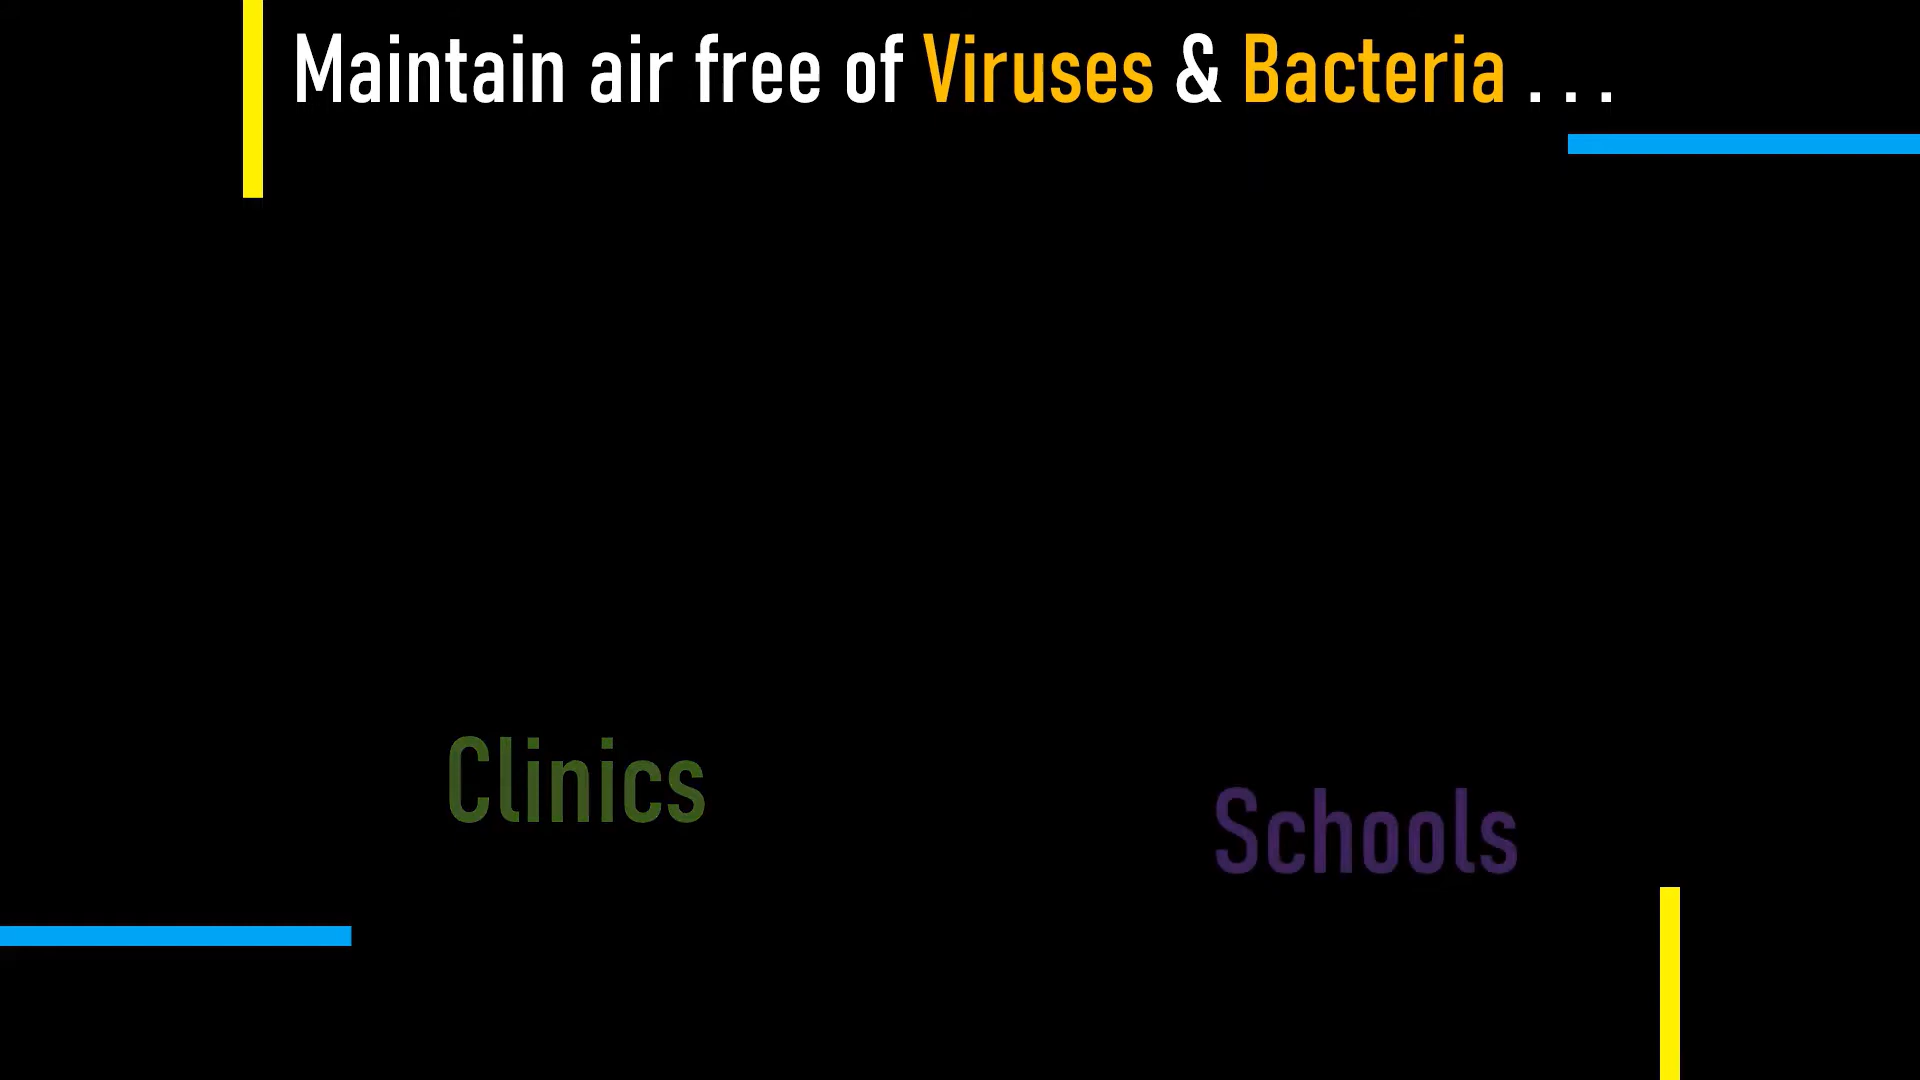 Maintain air free of Viruses & Bacteria . . .
Clinics
Schools